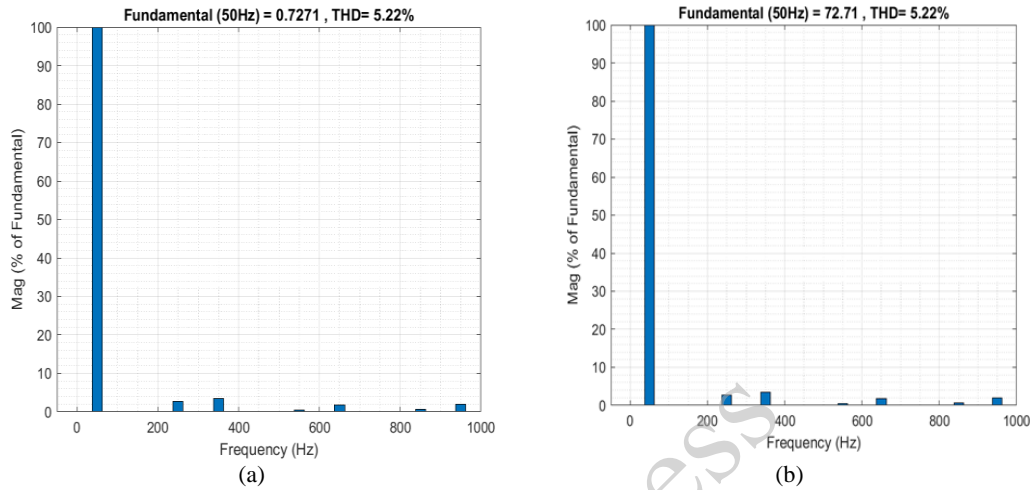 Fundamental (50Hz) = 0.7271 , THD= 5.22%
100
90
80
70
60
50
40
30
20
10
0
Mag (% of Fundamental)
0 200 400 600 800 1000
Frequency (Hz)
(a)
Fundamental (50Hz) = 72.71 , THD= 5.22%
100
90
80
70
60
50
40
30
20
10
0
Mag (% of Fundamental)
0 200 400 600 800 1000
Frequency (Hz)
(b)
ess